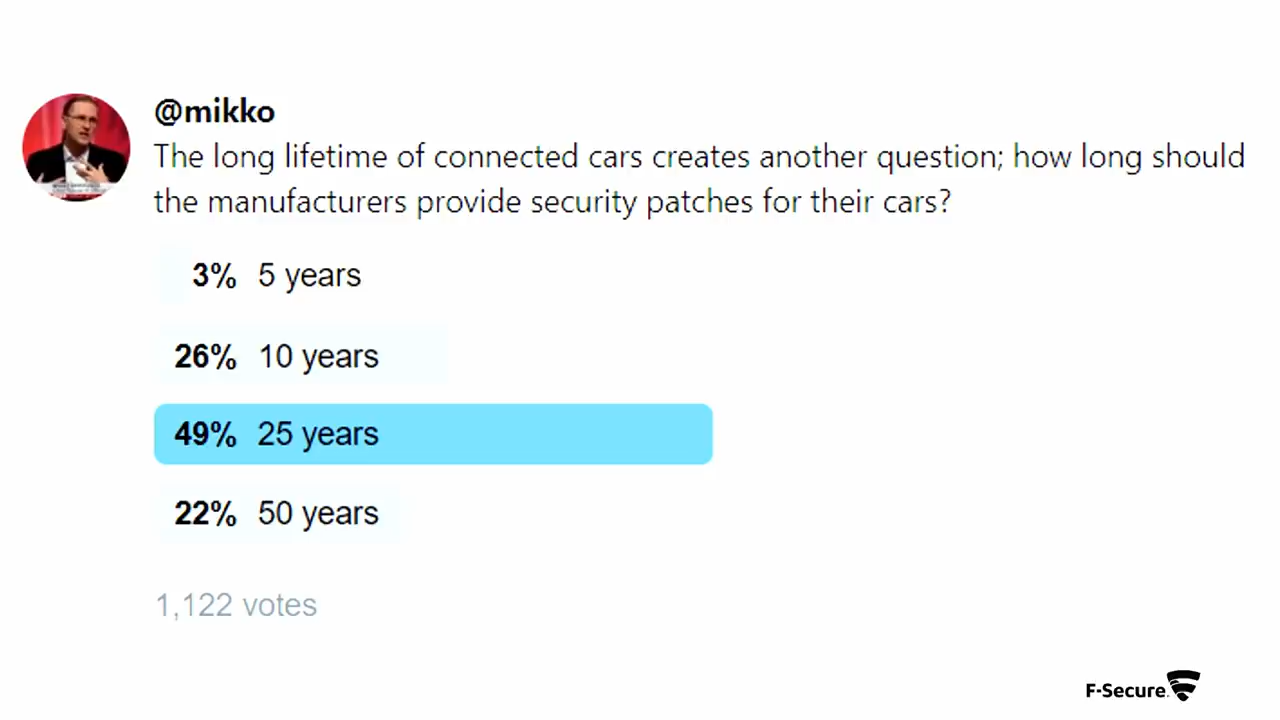 @mikko
The long lifetime of connected cars creates another question; how long should
the manufacturers provide security patches for their cars?
3% 5 years
26% 10 years
49% 25 years
22% 50 years
1,122 votes
F-Secure